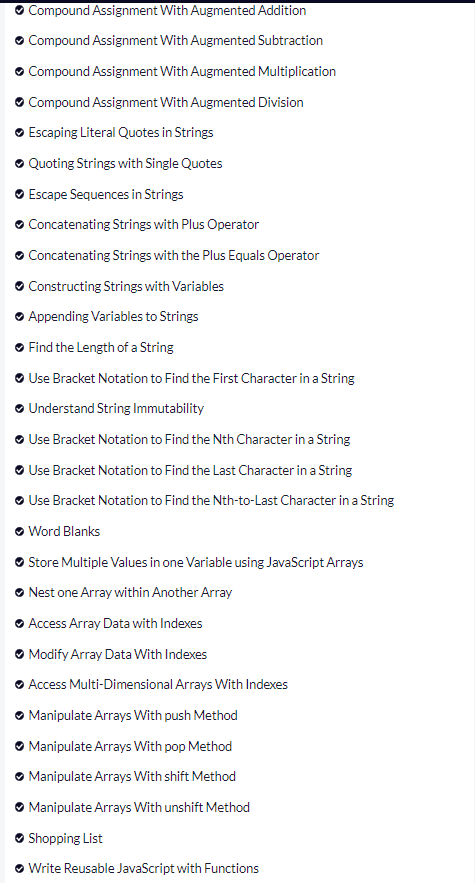 Compound Assignment With Augmented Addition
Compound Assignment With Augmented Subtraction
Compound Assignment With Augmented Multiplication
Compound Assignment With Augmented Division
Escaping Literal Quotes in Strings
Quoting Strings with Single Quotes
Escape Sequences in Strings
Concatenating Strings with Plus Operator
Concatenating Strings with the Plus Equals Operator
Constructing Strings with Variables
Appending Variables to Strings
Find the Length of a String
Use Bracket Notation to Find the First Character in a String
Understand String Immutability
Use Bracket Notation to Find the Nth Character in a String
Use Bracket Notation to Find the Last Character in a String
Use Bracket Notation to Find the Nth-to-Last Character in a String
Word Blanks
Store Multiple Values in one Variable using JavaScript Arrays
Nest one Array within Another Array
Access Array Data with Indexes
Modify Array Data With Indexes
Access Multi-Dimensional Arrays With Indexes
Manipulate Arrays With push Method
Manipulate Arrays With pop Method
Manipulate Arrays With shift Method
Manipulate Arrays With unshift Method
Shopping List
Write Reusable JavaScript with Functions